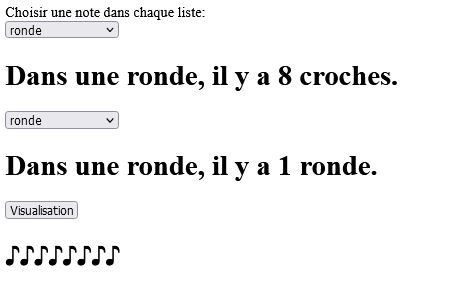 Choisir une note dans chaque liste:
ronde
Dans une ronde, il y a 8 croches.
ronde
Dans une ronde, il y a 1 ronde.
Visualisation
♪♪♪♪♪♪♪♪